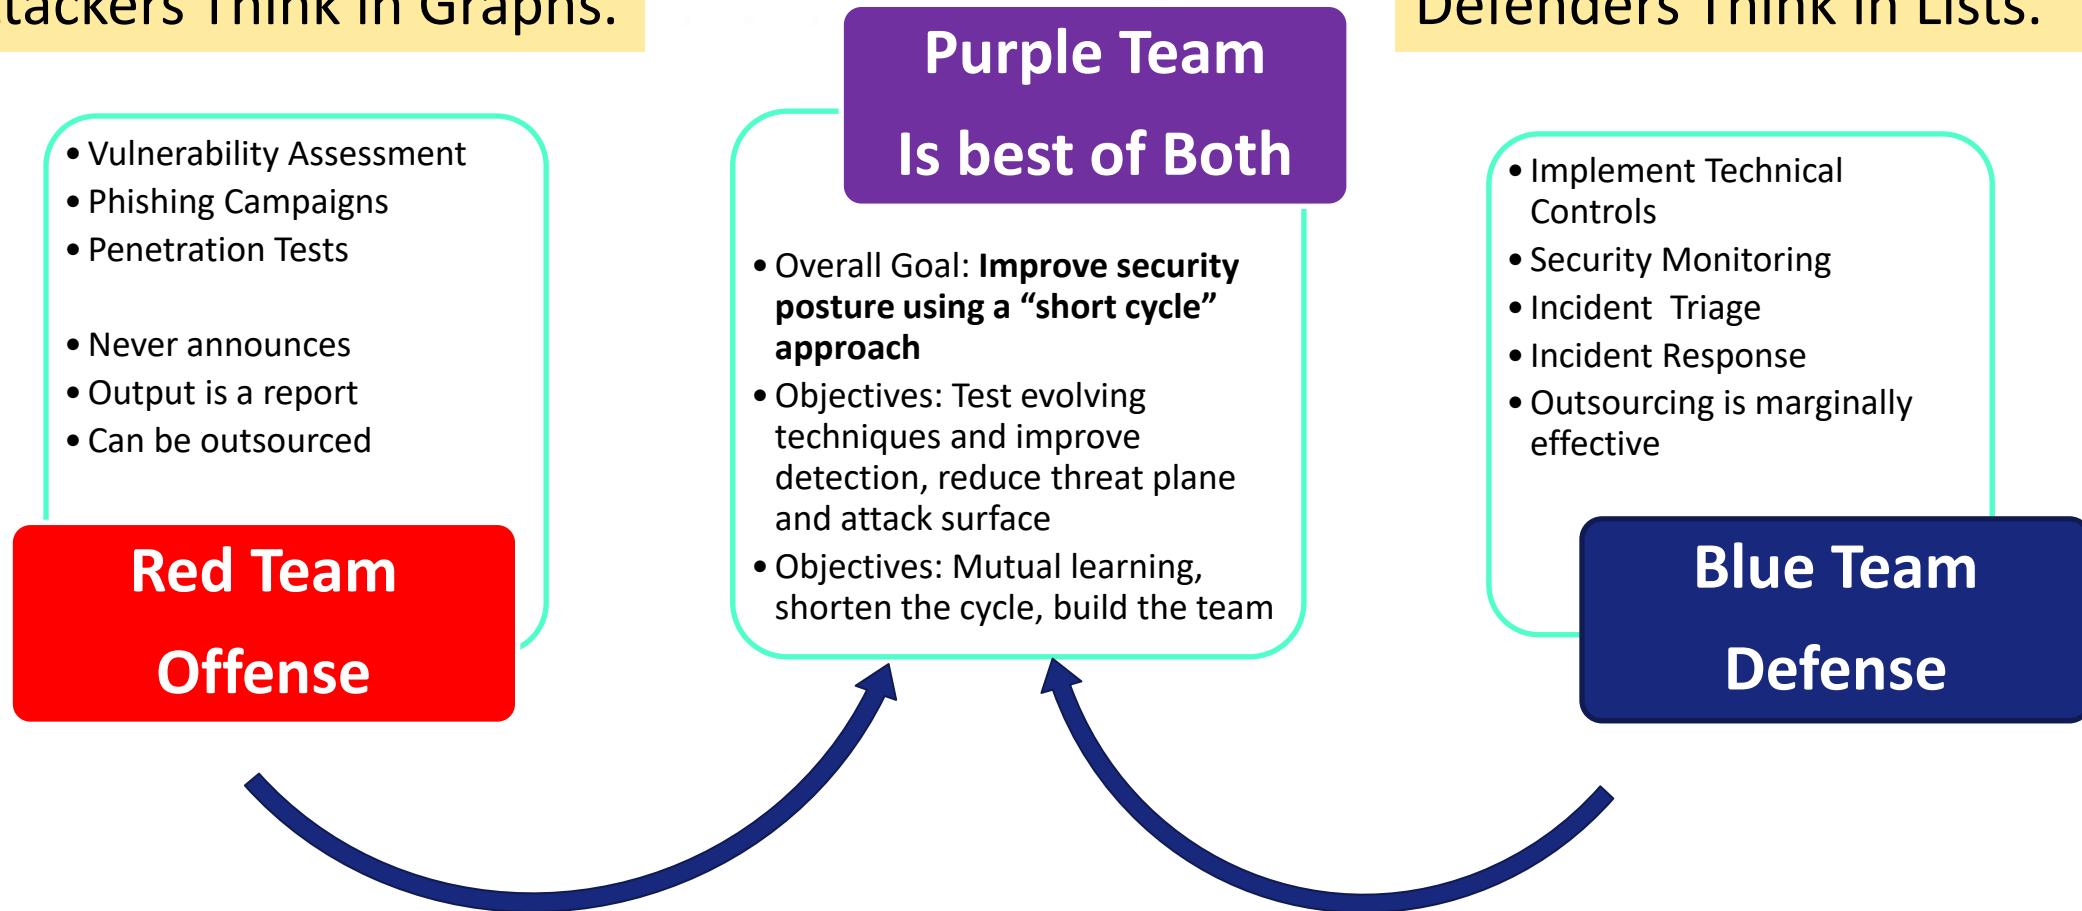 Think in Graphs.
Defenders Think in Lists.
Purple Team
Is best of Both
• Vulnerability Assessment
• Phishing Campaigns
• Penetration Tests
• Never announces
• Output is a report
• Can be outsourced
Red Team
Offense
• Overall Goal: Improve security
posture using a “short cycle”
approach
• Objectives: Test evolving
techniques and improve
detection, reduce threat plane
and attack surface
• Objectives: Mutual learning,
shorten the cycle, build the team
• Implement Technical
Controls
• Security Monitoring
• Incident  Triage
• Incident Response
• Outsourcing is marginally
effective
Blue Team
Defense